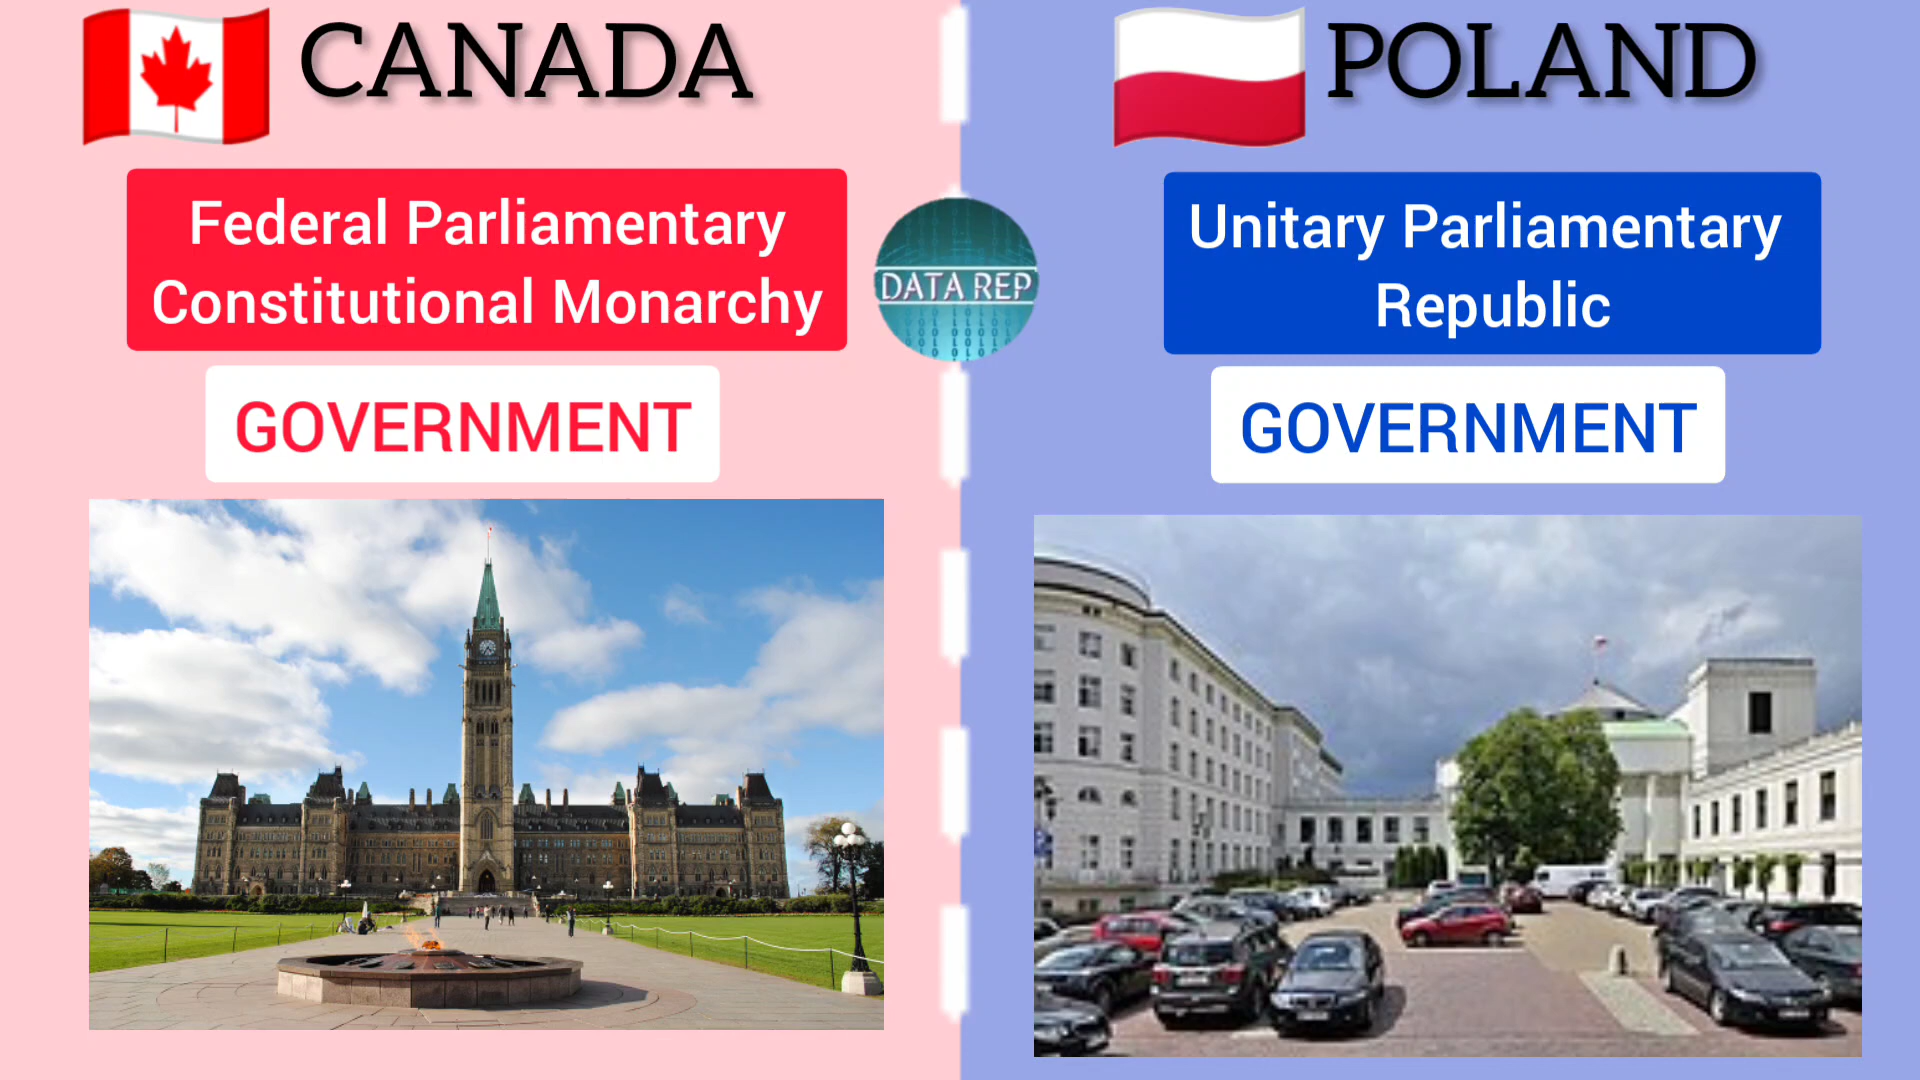 CANADA
Federal Parliamentary
Constitutional Monarchy
GOVERNMENT
DATA REP
POLAND
Unitary Parliamentary
Republic
GOVERNMENT